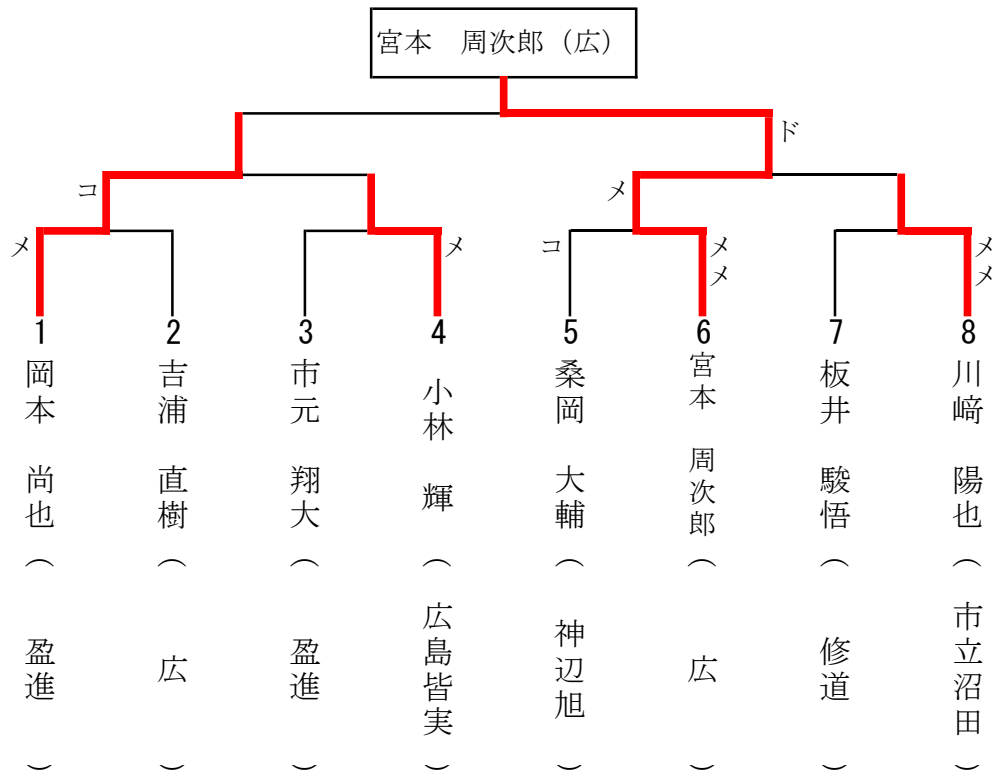 宮本　周次郎（広）
ド
コ
メ
メ
メ
コ
メ
メ
メ
メ
1
2
3
4
5
6
7
8
岡本　尚也（盈進）
吉浦　直樹（広）
市元　翔大（盈進）
小林　輝（広島皆実）
桑岡　大輔（神辺旭）
宮本　周次郎（広）
板井　駿悟（修道）
川﨑　陽也（市立沼田）